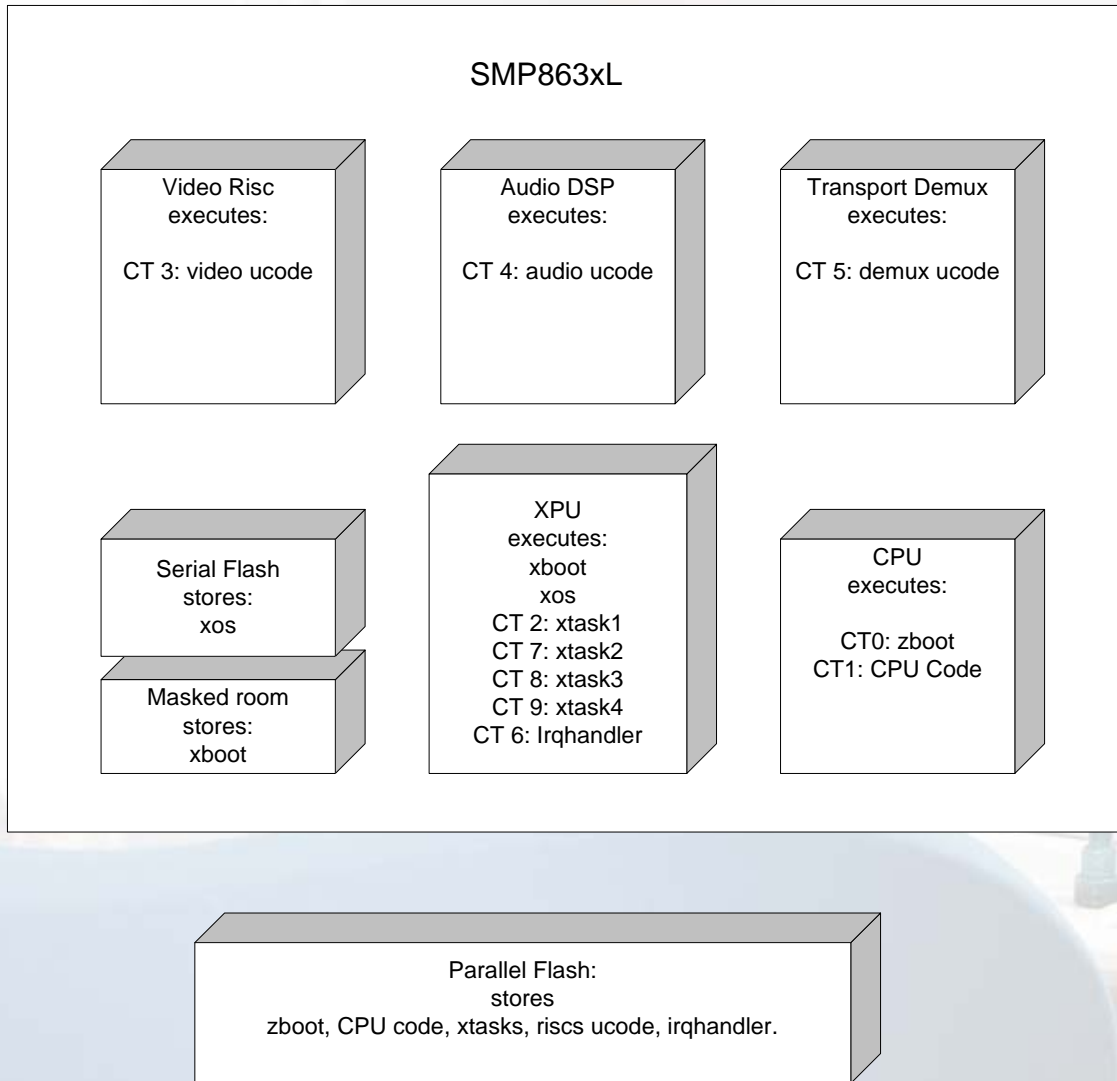 SMP863xL
Video Risc
executes:
CT 3: video ucode
Audio DSP
executes:
CT 4: audio ucode
Transport Demux
executes:
CT 5: demux ucode
Serial Flash
stores:
xos
Masked room
stores:
xboot
XPU
executes:
xboot
xos
CT 2: xtask1
CT 7: xtask2
CT 8: xtask3
CT 9: xtask4
CT 6: Irqhandler
CPU
executes:
CT0: zboot
CT1: CPU Code
Parallel Flash:
stores
zboot, CPU code, xtasks, riscs ucode, irqhandler.